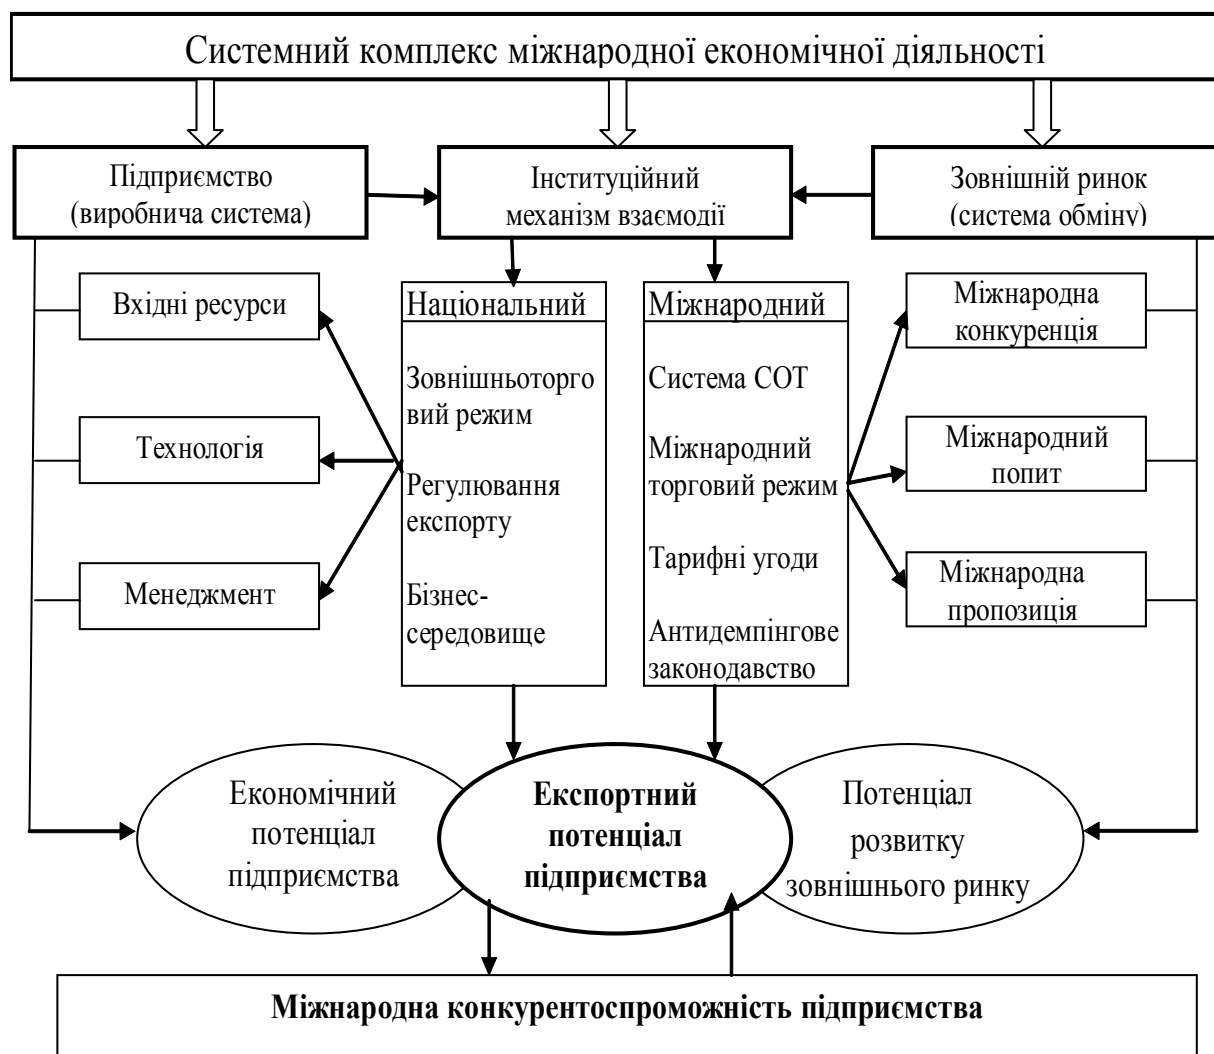 Системний комплекс міжнародної економічної діяльності
Підприємство
(виробнича система)
Інституційний
механізм взаємодії
Зовнішній ринок
(система обміну)
Вхідні ресурси
Технологія
Менеджмент
Національний
Зовнішньоторго
вий режим
Регулювання
експорту
Бізнес-
середовище
Міжнародний
Система СОТ
Міжнародний
торговий режим
Тарифні угоди
Антидемпінгове
законодавство
Міжнародна
конкуренція
Міжнародний
попит
Міжнародна
пропозиція
Економічний
потенціал
підприємства
Експортний
потенціал
підприємства
Потенціал
розвитку
зовнішнього ринку
Міжнародна конкурентоспроможність підприємства